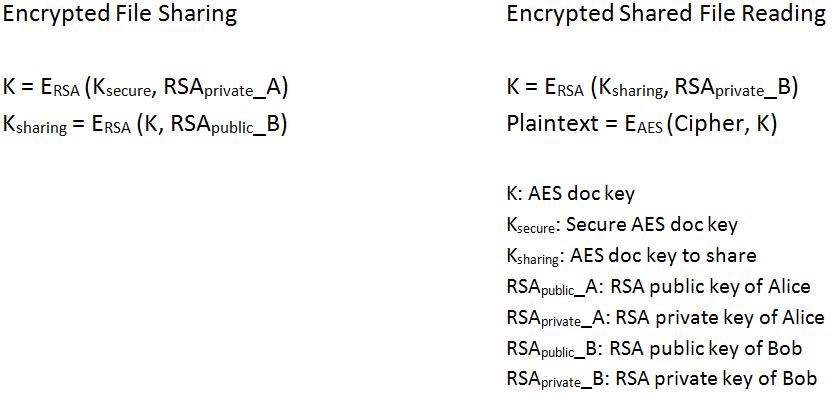 Encrypted File Sharing
K = ERSA (Ksecure, RSAprivate_A)
Ksharing = ERSA (K, RSApublic_B)
Encrypted Shared File Reading
K = ERSA (Ksharing, RSAprivate_B)
Plaintext = EAES (Cipher, K)
K: AES doc key
Ksecure: Secure AES doc key
Ksharing: AES doc key to share
RSApublic_A: RSA public key of Alice
RSAprivate_A: RSA private key of Alice
RSApublic_B: RSA public key of Bob
RSAprivate_B: RSA private key of Bob